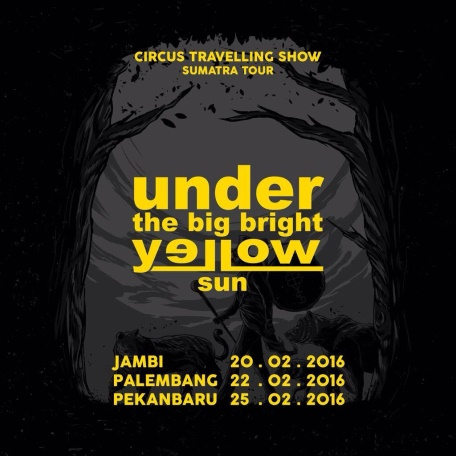 CIRCUS TRAVELLING SHOW
SUMATRA TOUR
under
the big bright
yellow
sun
JAMBI 20 . 02 . 2016
PALEMBANG 22 . 02 . 2016
PEKANBARU 25 . 02 . 2016